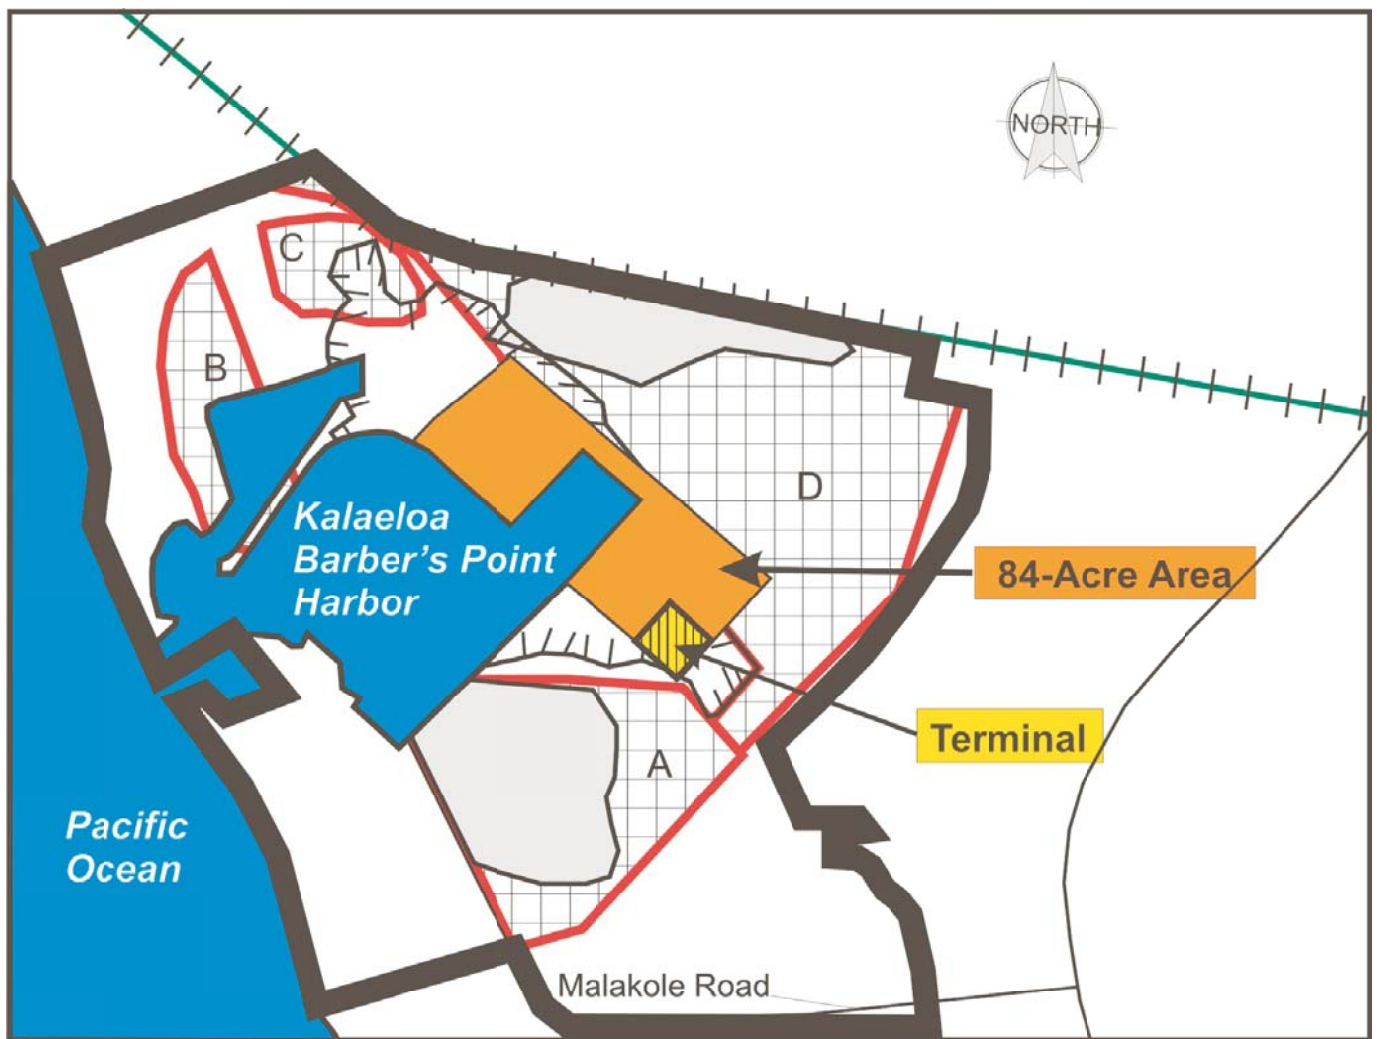 NORTH
C
B
D
Kalaeloa
Barber's Point
Harbor
84-Acre Area
Terminal
A
Pacific
Ocean
Malakole Road